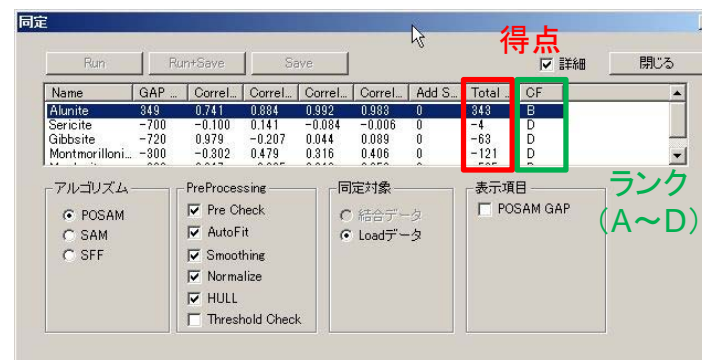 同定
得点
Run Run+Save Save 詳細 閉じる
Name GAP ... Correl... Correl... Correl... Correl... Add S... Total ... CF
Alunite 349 0.741 0.884 0.992 0.983 0 343 B
Sericite -700 -0.100 0.141 -0.084 -0.006 0 -4 D
Gibbsite -720 0.979 -0.207 0.044 0.089 0 -63 D
Montmorilloni... -300 -0.302 0.479 0.316 0.406 0 -121 D
ランク
(A~D)
アルゴリズム
POSAM
SAM
SFF
PreProcessing
Pre Check
AutoFit
Smoothing
Normalize
HULL
Threshold Check
同定対象
結合データ
Loadデータ
表示項目
POSAM GAP